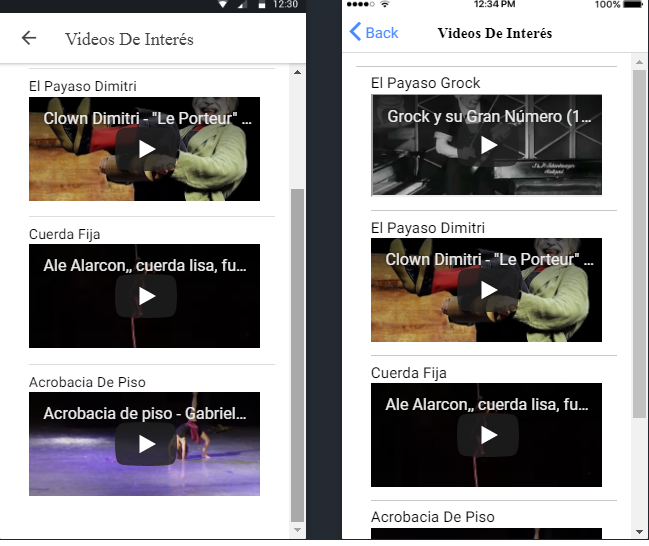 12:30
Videos De Interés
El Payaso Dimitri
Clown Dimitri - "Le Porteur" ...
Cuerda Fija
Ale Alarcon,, cuerda lisa, fu...
Acrobacia De Piso
Acrobacia de piso - Gabriel...
12:34 PM
100%
Back
Videos De Interés
El Payaso Grock
Grock y su Gran Número (1...
El Payaso Dimitri
Clown Dimitri - "Le Porteur" ...
Cuerda Fija
Ale Alarcon,, cuerda lisa, fu...
Acrobacia De Piso